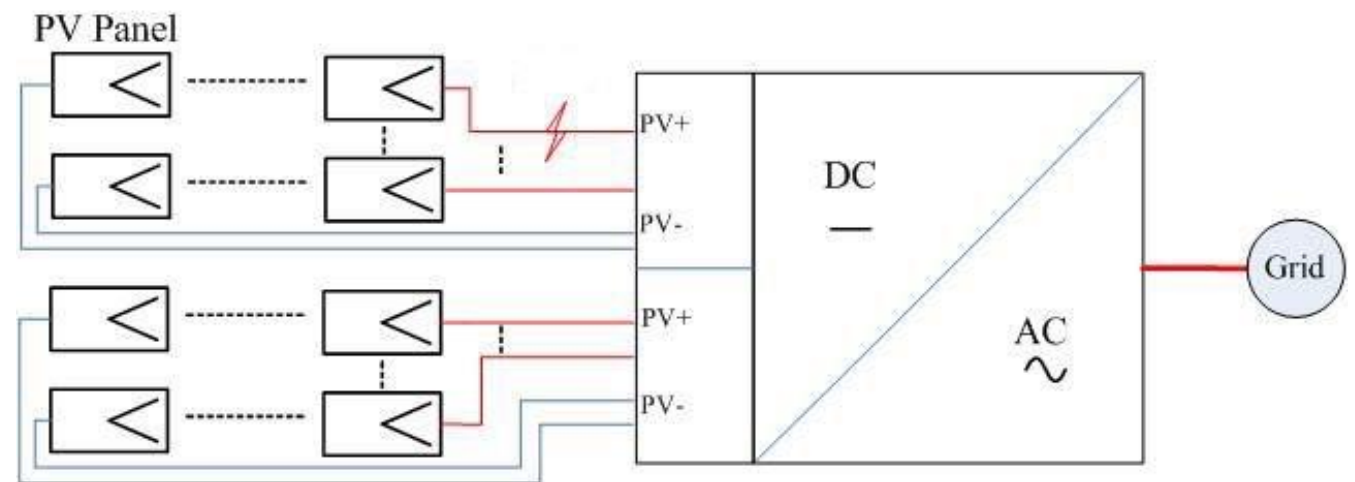 PV Panel
PV+
PV-
PV+
PV-
DC
AC
Grid